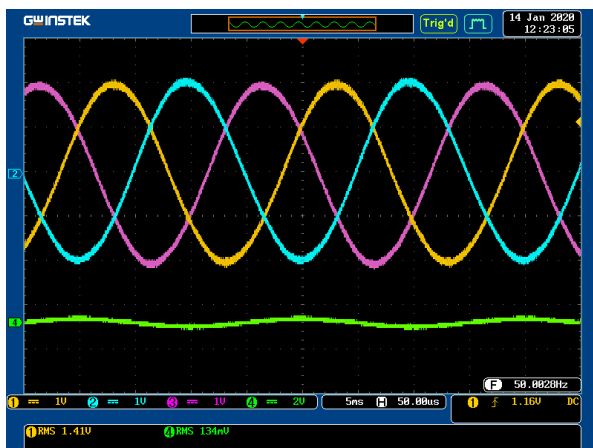 GWINSTEK
Trig'd
14 Jan 2020
12:23:05
2
4
F 50.0028Hz
1 1V 2 1V 3 1V 4 2V
5ms H 50.00us
1 1.16V DC
1 RMS 1.41V 4 RMS 134mV